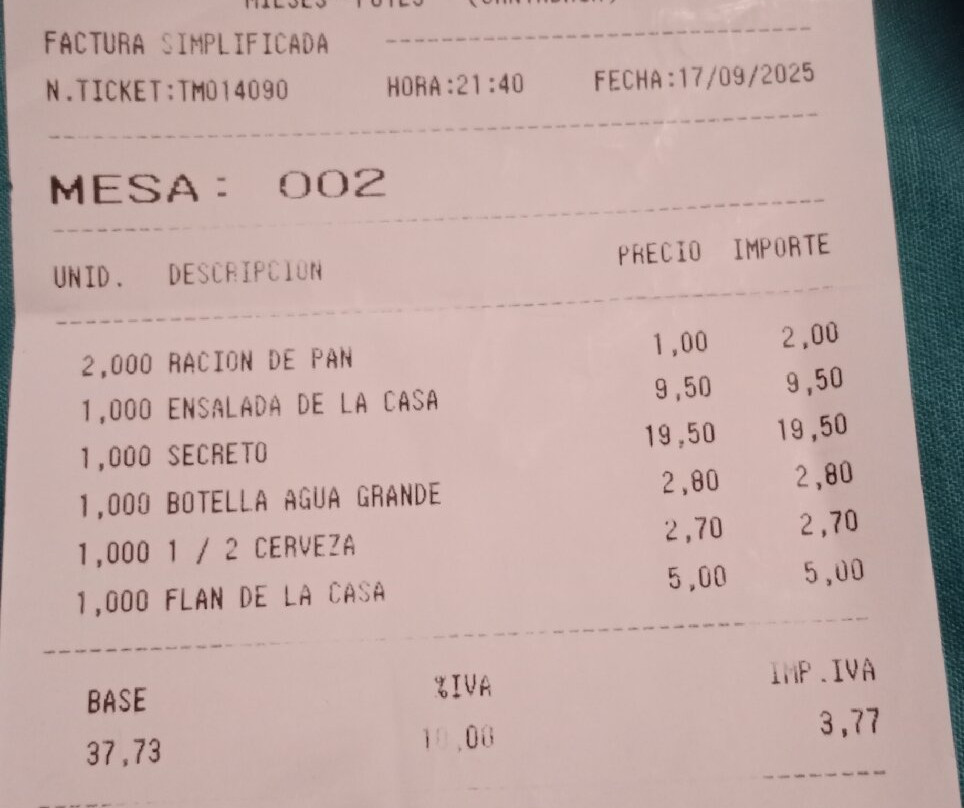 FACTURA SIMPLIFICADA
N.TICKET:TM014090 HORA:21:40 FECHA:17/09/2025
MESA: 002
UNID. DESCRIPCION PRECIO IMPORTE
2,000 RACION DE PAN 1,00 2,00
1,000 ENSALADA DE LA CASA 9,50 9,50
1,000 SECRETO 19,50 19,50
1,000 BOTELLA AGUA GRANDE 2,80 2,80
1,000 1 / 2 CERVEZA 2,70 2,70
1,000 FLAN DE LA CASA 5,00 5,00
BASE %IVA IMP.IVA
37,73 10,00 3,77